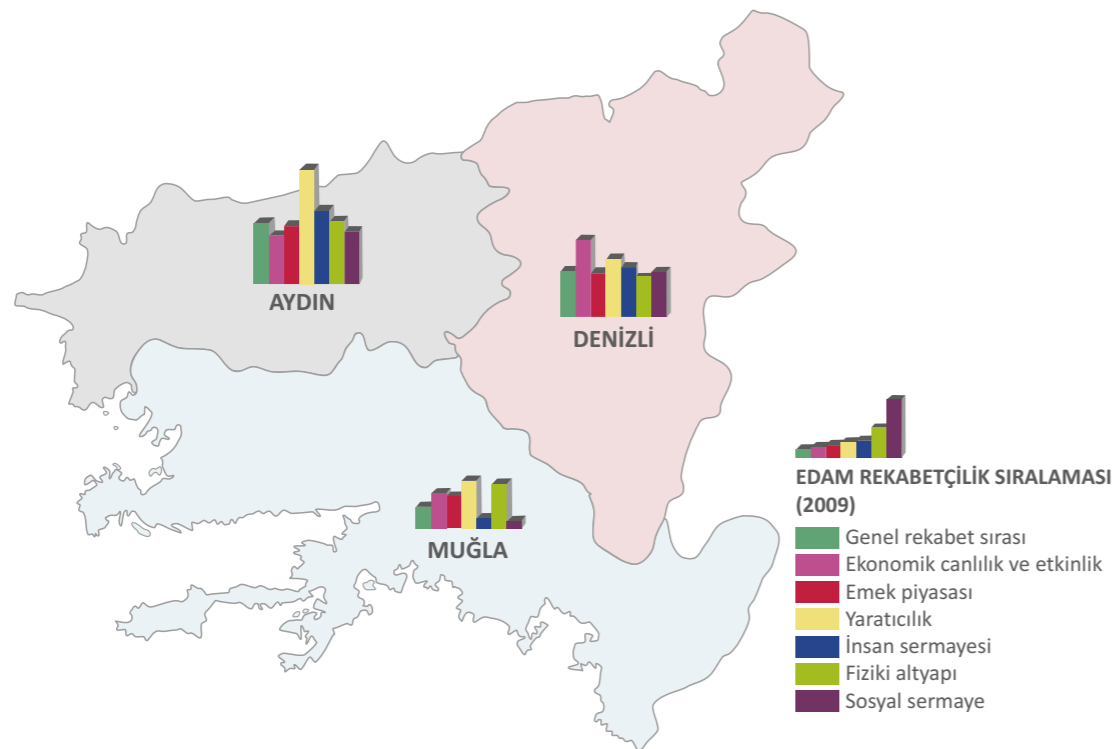 AYDIN
DENİZLİ
MUĞLA
EDAM REKABETÇİLİK SIRALAMASI
(2009)
Genel rekabet sırası
Ekonomik canlılık ve etkinlik
Emek piyasası
Yaratıcılık
İnsan sermayesi
Fiziki altyapı
Sosyal sermaye